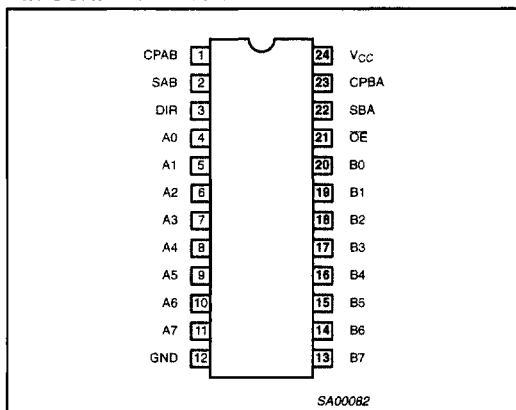 CPAB 1 24 VCC
SAB 2 23 CPBA
DIR 3 22 SBA
A0 4 21 OE
A1 5 20 B0
A2 6 19 B1
A3 7 18 B2
A4 8 17 B3
A5 9 16 B4
A6 10 15 B5
A7 11 14 B6
GND 12 13 B7
SA00082